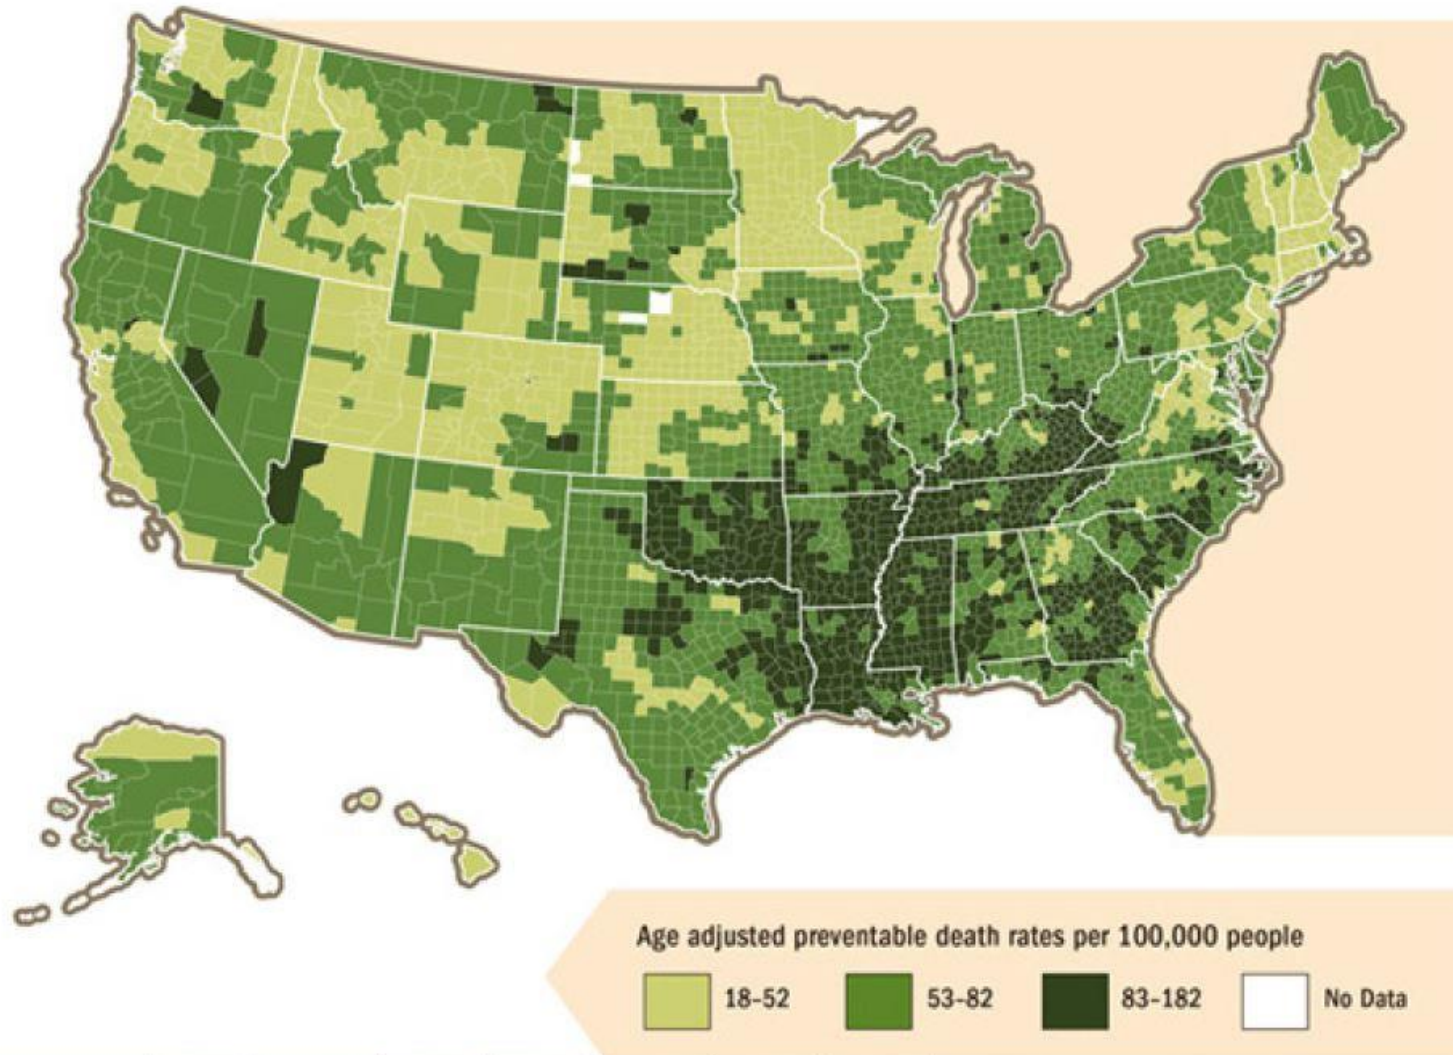 Age adjusted preventable death rates per 100,000 people
18-52
53-82
83-182
No Data